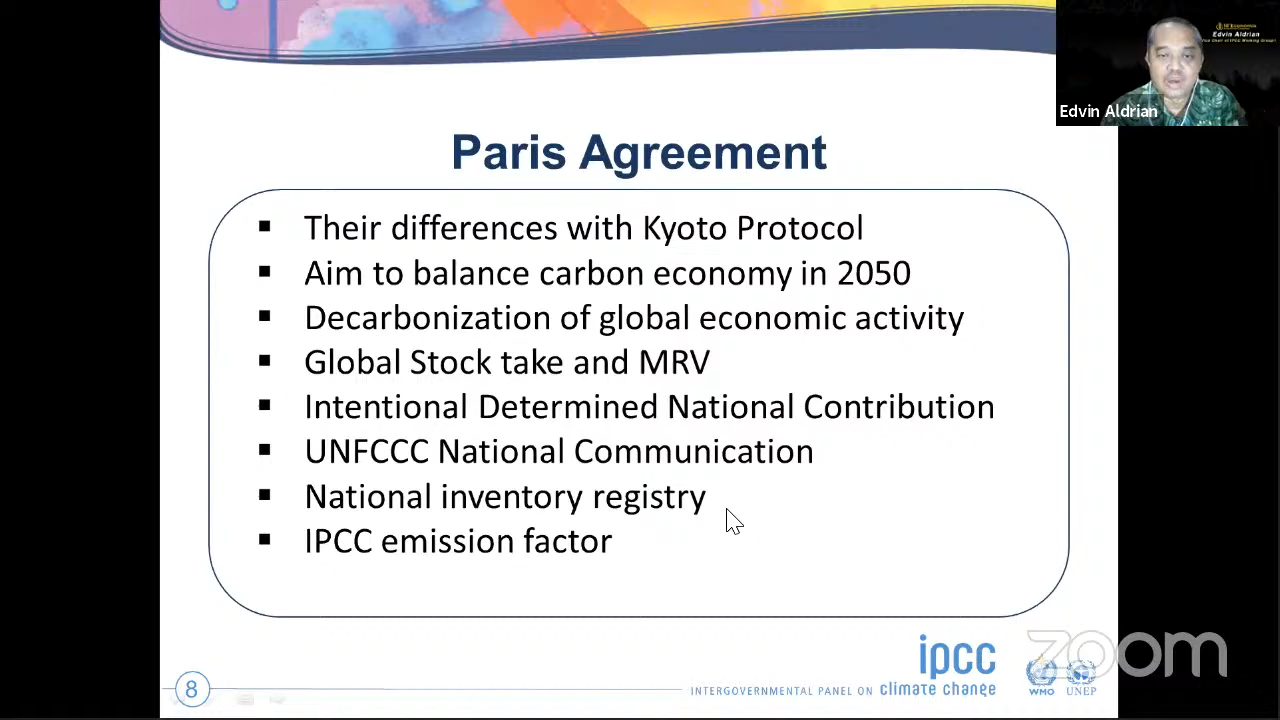 Edvin Aldrian
Edvin Aldrian
Paris Agreement
Their differences with Kyoto Protocol
Aim to balance carbon economy in 2050
Decarbonization of global economic activity
Global Stock take and MRV
Intentional Determined National Contribution
UNFCCC National Communication
National inventory registry
IPCC emission factor
8
ipcc
INTERGOVERNMENTAL PANEL ON climate change
WMO UNEP
zoom